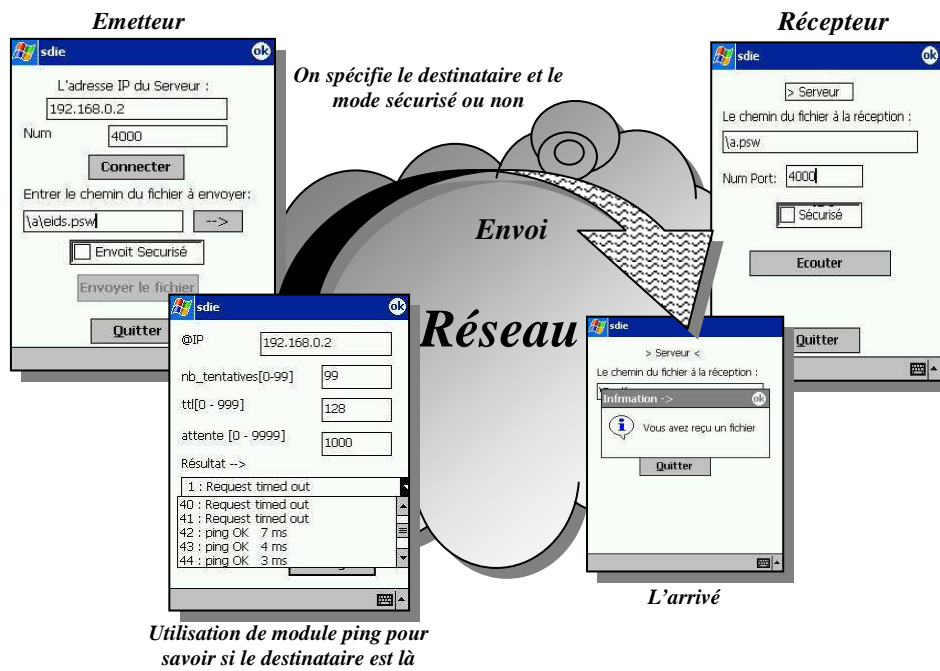 Emetteur
sdie
ok
L'adresse IP du Serveur :
192.168.0.2
Num
4000
Connecter
Entrer le chemin du fichier à envoyer:
\a\eids.psw
-->
Envoit Securisé
Envoyer le fichier
Quitter
On spécifie le destinataire et le
mode sécurisé ou non
Récepteur
sdie
ok
> Serveur
Le chemin du fichier à la réception :
\a.psw
Num Port:
4000
Sécurisé
Ecouter
Quitter
Envoi
Réseau
sdie
ok
@IP
192.168.0.2
nb_tentatives[0-99]
99
ttl[0 - 999]
128
attente [0 - 9999]
1000
Résultat -->
1 : Request timed out
40 : Request timed out
41 : Request timed out
42 : ping OK 7 ms
43 : ping OK 4 ms
44 : ping OK 3 ms
Utilisation de module ping pour
savoir si le destinataire est là
sdie
> Serveur <
Le chemin du fichier à la réception :
Infrmation ->
ok
Vous avez reçu un fichier
Quitter
L'arrivé